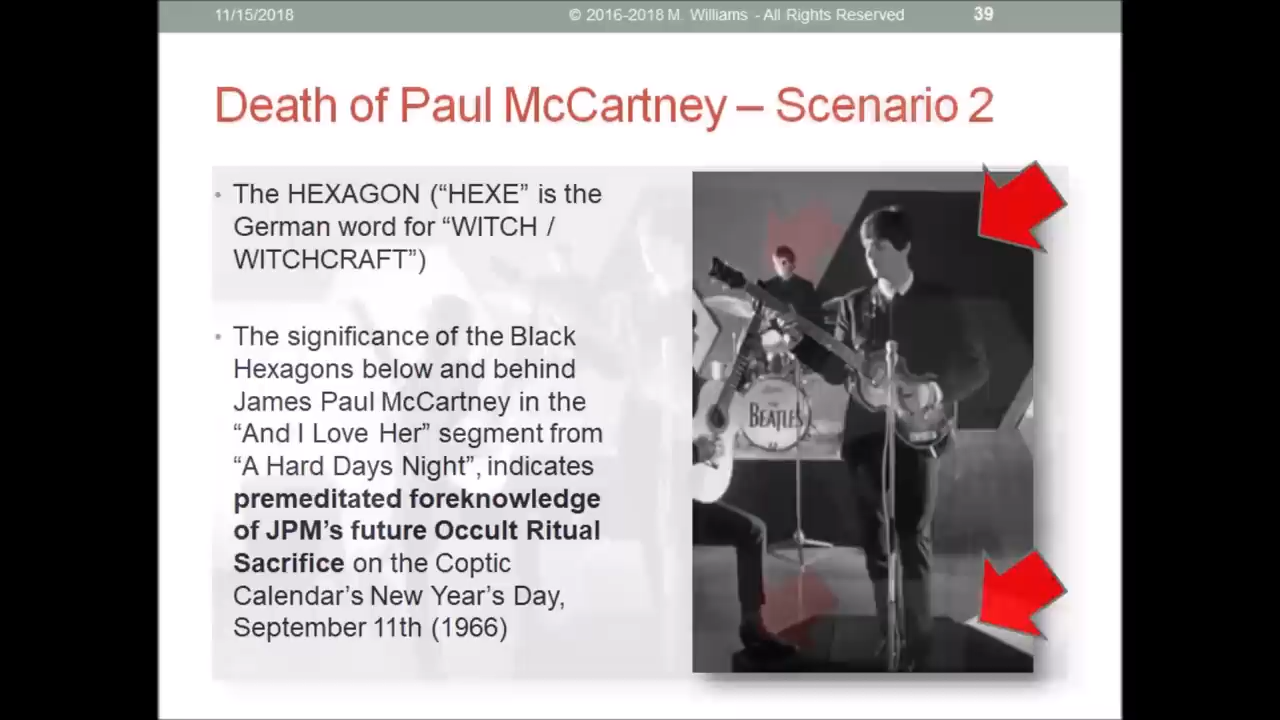 11/15/2018 © 2016-2018 M. Williams - All Rights Reserved 39
Death of Paul McCartney – Scenario 2
• The HEXAGON (“HEXE” is the
German word for “WITCH /
WITCHCRAFT”)
• The significance of the Black
Hexagons below and behind
James Paul McCartney in the
“And I Love Her” segment from
“A Hard Days Night”, indicates
premeditated foreknowledge
of JPM’s future Occult Ritual
Sacrifice on the Coptic
Calendar’s New Year’s Day,
September 11th (1966)
THE
BEATLES